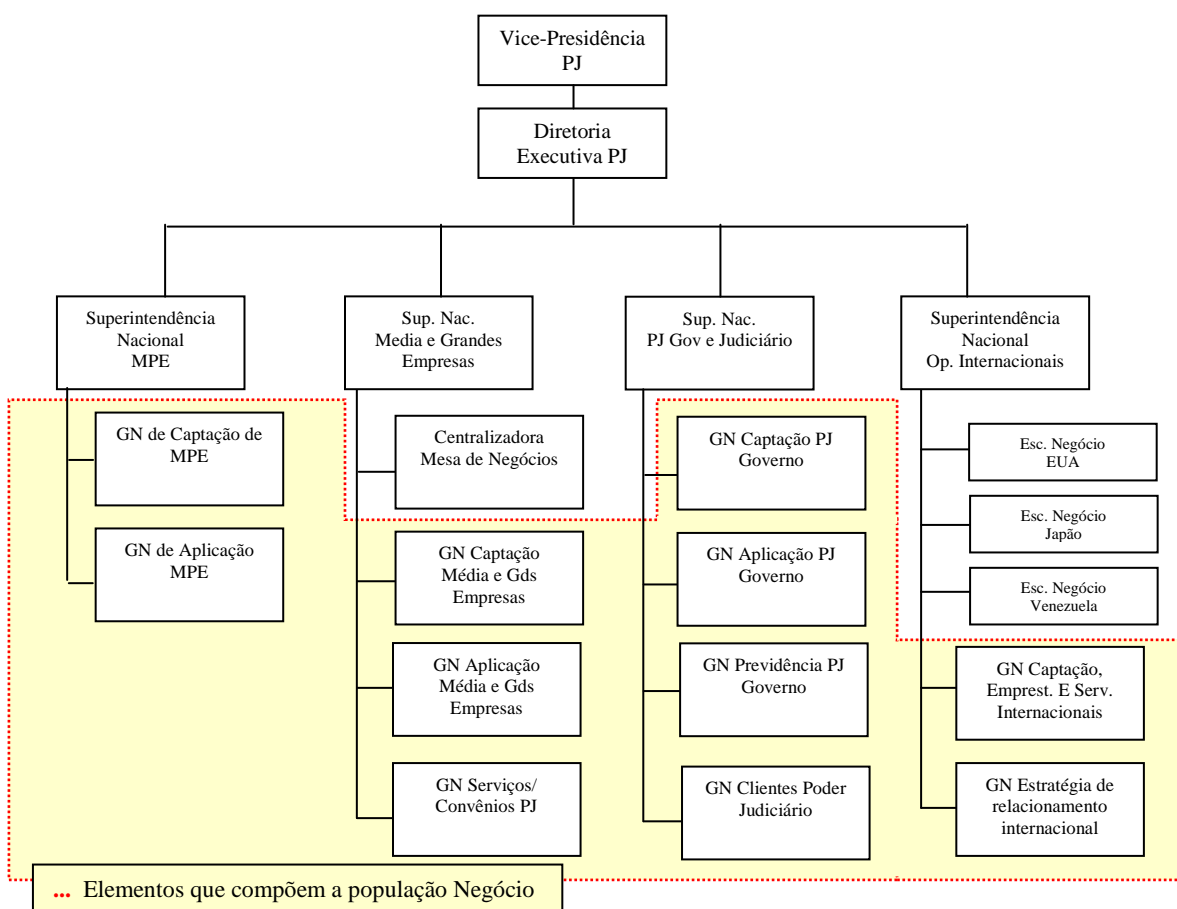 Vice-Presidência
PJ
Diretoria
Executiva PJ
Superintendência
Nacional
MPE
Sup. Nac.
Media e Grandes
Empresas
Sup. Nac.
PJ Gov e Judiciário
Superintendência
Nacional
Op. Internacionais
GN de Captação de
MPE
GN de Aplicação
MPE
Centralizadora
Mesa de Negócios
GN Captação
Média e Gds
Empresas
GN Aplicação
Média e Gds
Empresas
GN Serviços/
Convênios PJ
GN Captação PJ
Governo
GN Aplicação PJ
Governo
GN Previdência PJ
Governo
GN Clientes Poder
Judiciário
Esc. Negócio
EUA
Esc. Negócio
Japão
Esc. Negócio
Venezuela
GN Captação,
Emprest. E Serv.
Internacionais
GN Estratégia de
relacionamento
internacional
... Elementos que compõem a população Negócio